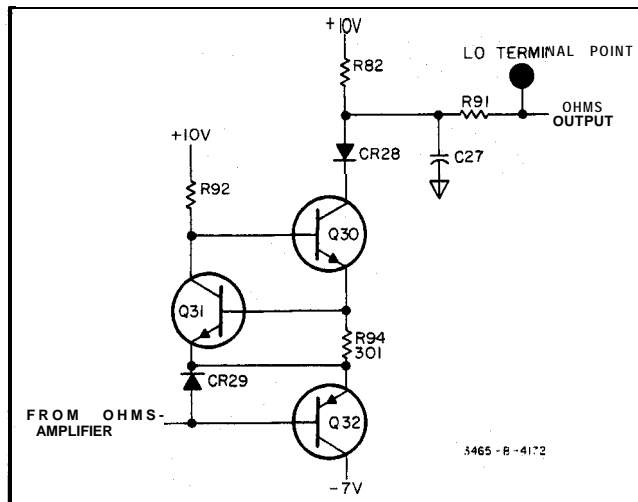 +10V
R82
LO TERMINAL POINT
R91
OHMS
OUTPUT
+10V
CR28
C27
R92
Q30
Q31
R94
301
CR29
FROM OHMS-
AMPLIFIER
Q32
3465-B-4172
-7V